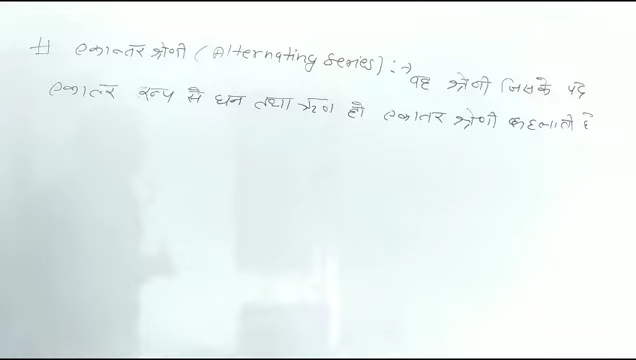 # एकान्तर श्रेणी (Alternating Series) :→ वह श्रेणी जिसके पद
एकातर रूप से धन तथा ऋण हो एकातर श्रेणी कहलाती है